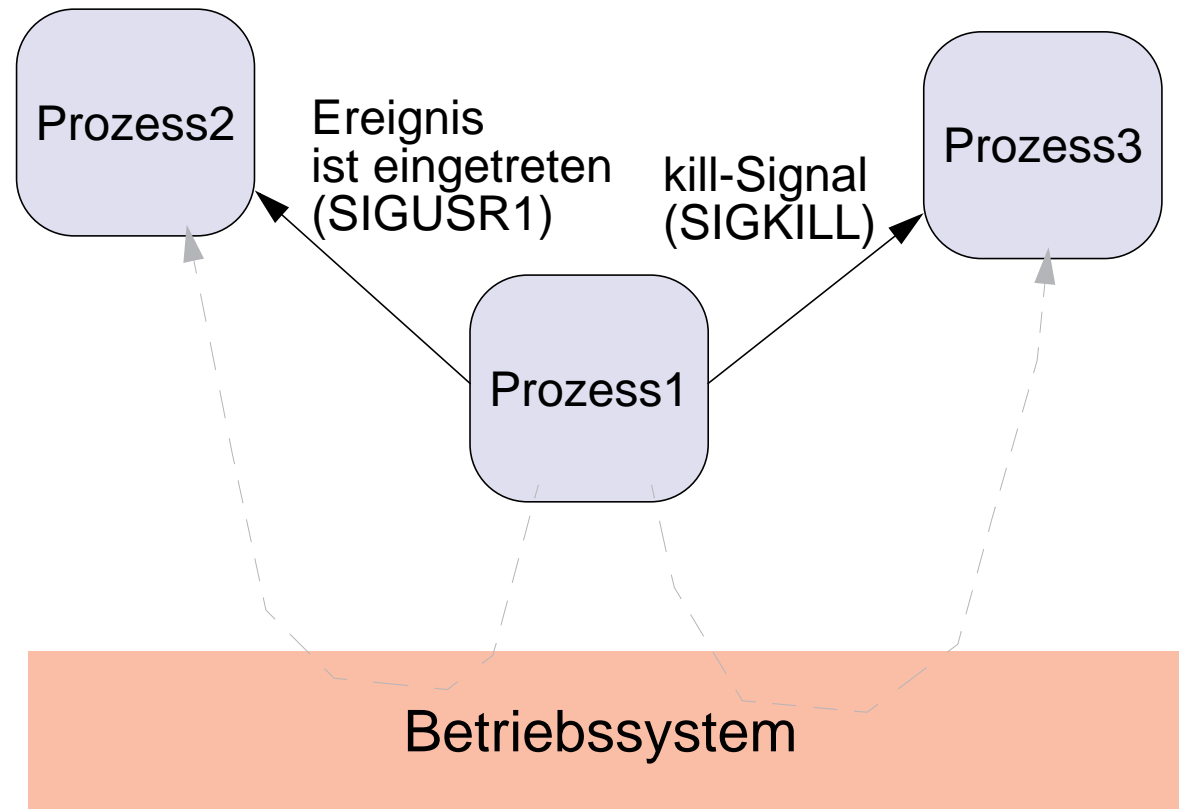 Prozess2
Ereignis
ist eingetreten
(SIGUSR1)
kill-Signal
(SIGKILL)
Prozess3
Prozess1
Betriebssystem